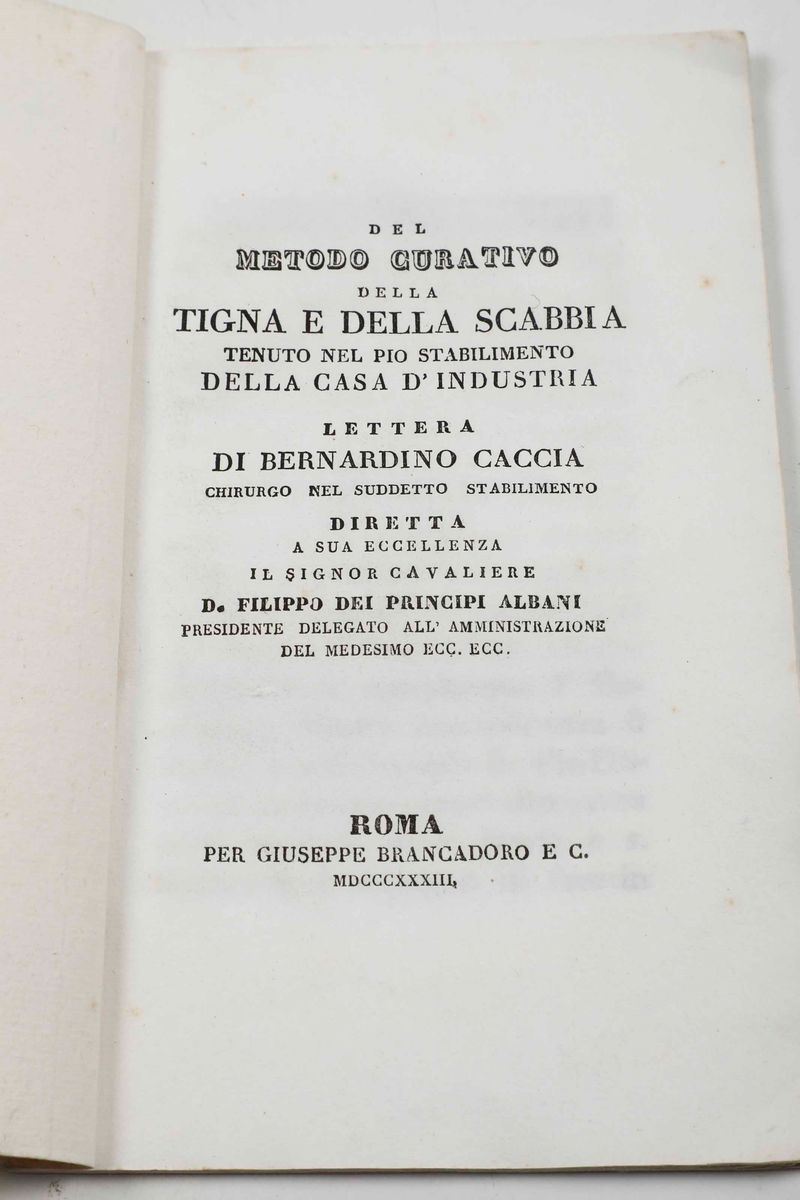 DEL
METODO CURATIVO
DELLA
TIGNA E DELLA SCABBIA
TENUTO NEL PIO STABILIMENTO
DELLA CASA D' INDUSTRIA
LETTERA
DI BERNARDINO CACCIA
CHIRURGO NEL SUDDETTO STABILIMENTO
DIRETTA
A SUA ECCELLENZA
IL SIGNOR CAVALIERE
D. FILIPPO DEI PRINCIPI ALBANI
PRESIDENTE DELEGATO ALL' AMMINISTRAZIONE
DEL MEDESIMO ECC. ECC.
ROMA
PER GIUSEPPE BRANCADORO E C.
MDCCCXXXIII,